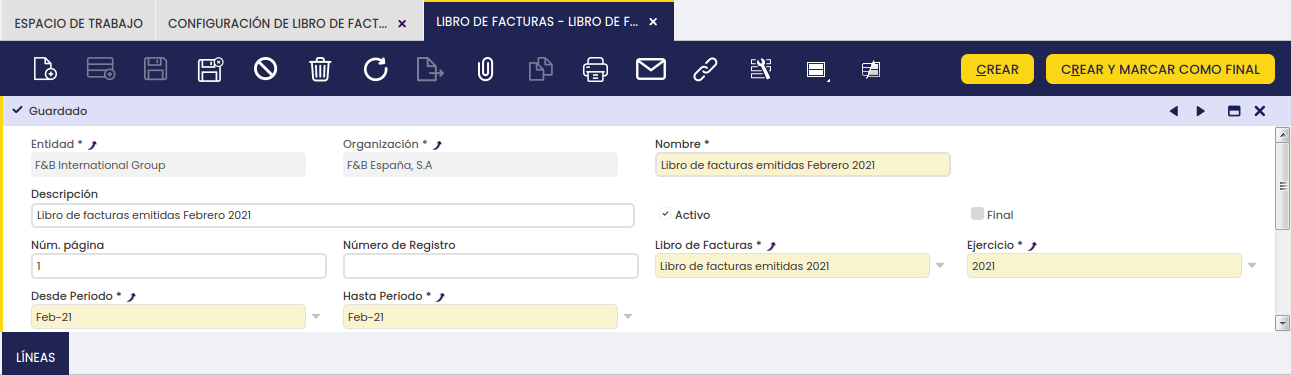 ESPACIO DE TRABAJO CONFIGURACIÓN DE LIBRO DE FACT... LIBRO DE FACTURAS - LIBRO DE F...
CREAR CREAR Y MARCAR COMO FINAL
Guardado
Entidad * Organización * Nombre *
F&B International Group F&B España, S.A Libro de facturas emitidas Febrero 2021
Descripción
Libro de facturas emitidas Febrero 2021 Activo Final
Núm. página Número de Registro Libro de Facturas * Ejercicio *
1 Libro de facturas emitidas 2021 2021
Desde Periodo * Hasta Periodo *
Feb-21 Feb-21
LÍNEAS